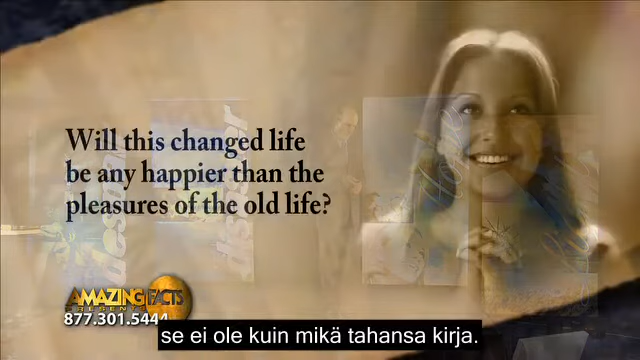 Will this changed life
be any happier than the
pleasures of the old life?
AMAZING FACTS
PRESENTS
877.301.5444
se ei ole kuin mikä tahansa kirja.